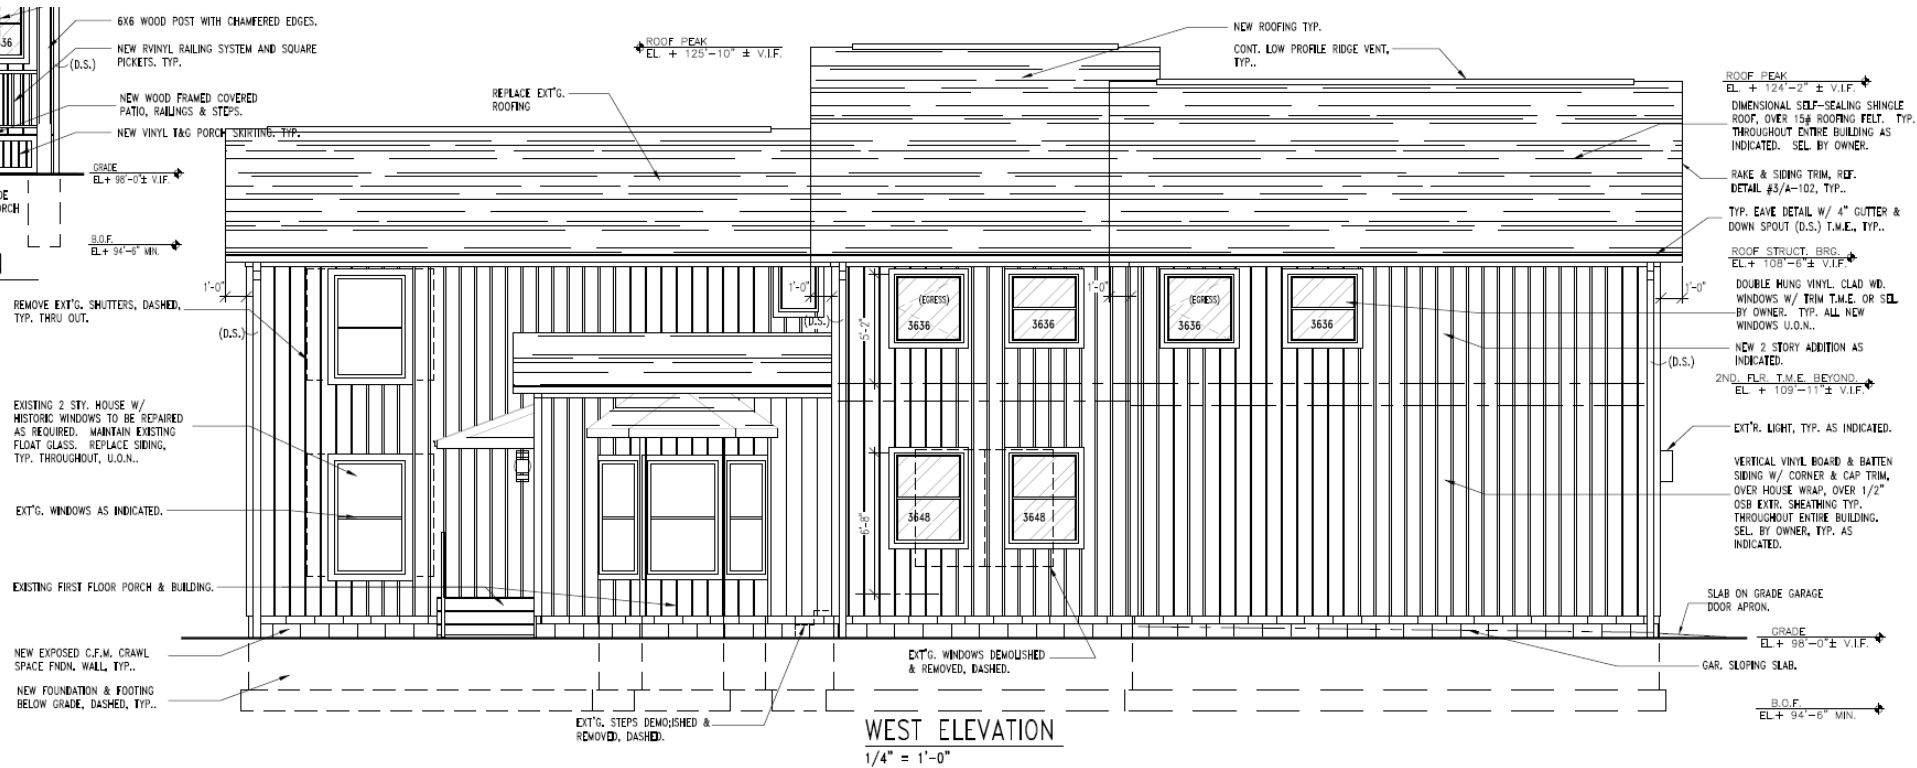 36
6X6 WOOD POST WITH CHAMFERED EDGES.
NEW RVINYL RAILING SYSTEM AND SQUARE
PICKETS. TYP.
(D.S.)
NEW WOOD FRAMED COVERED
PATIO, RAILINGS & STEPS.
NEW VINYL T&G PORCH SKIRTING. TYP.
GRADE
EL.+ 98'-0"± V.I.F.
DE
ORCH
B.O.F.
EL.+ 94'-6" MIN.
ROOF PEAK
EL. + 125'-10" ± V.I.F.
REPLACE EXT'G.
ROOFING
NEW ROOFING TYP.
CONT. LOW PROFILE RIDGE VENT,
TYP..
ROOF PEAK
EL. + 124'-2" ± V.I.F.
DIMENSIONAL SELF-SEALING SHINGLE
ROOF, OVER 15# ROOFING FELT. TYP.
THROUGHOUT ENTIRE BUILDING AS
INDICATED. SEL. BY OWNER.
RAKE & SIDING TRIM, REF.
DETAIL #3/A-102, TYP..
TYP. EAVE DETAIL W/ 4" GUTTER &
DOWN SPOUT (D.S.) T.M.E., TYP..
ROOF STRUCT. BRG.
EL.+ 108'-6"± V.I.F.
DOUBLE HUNG VINYL. CLAD WD.
WINDOWS W/ TRIM T.M.E. OR SEL
BY OWNER. TYP. ALL NEW
WINDOWS U.O.N..
NEW 2 STORY ADDITION AS
INDICATED.
2ND. FLR. T.M.E. BEYOND.
EL. + 109'-11"± V.I.F.
EXT'R. LIGHT, TYP. AS INDICATED.
VERTICAL VINYL BOARD & BATTEN
SIDING W/ CORNER & CAP TRIM,
OVER HOUSE WRAP, OVER 1/2"
OSB EXTR. SHEATHING TYP.
THROUGHOUT ENTIRE BUILDING.
SEL. BY OWNER, TYP. AS
INDICATED.
SLAB ON GRADE GARAGE
DOOR APRON.
GRADE
EL.+ 98'-0"± V.I.F.
GAR. SLOPING SLAB.
B.O.F.
EL.+ 94'-6" MIN.
REMOVE EXT'G. SHUTTERS, DASHED,
TYP. THRU OUT.
EXISTING 2 STY. HOUSE W/
HISTORIC WINDOWS TO BE REPAIRED
AS REQUIRED. MAINTAIN EXISTING
FLOAT GLASS. REPLACE SIDING,
TYP. THROUGHOUT, U.O.N..
EXT'G. WINDOWS AS INDICATED.
EXISTING FIRST FLOOR PORCH & BUILDING.
NEW EXPOSED C.F.M. CRAWL
SPACE FNDN. WALL, TYP..
NEW FOUNDATION & FOOTING
BELOW GRADE, DASHED, TYP..
1'-0"
(D.S.)
1'-0"
(D.S.)
5'-2"
6'-8"
(EGRESS)
3636
3636
1'-0"
(EGRESS)
3636
3636
1'-0"
(D.S.)
3648
3648
EXT'G. WINDOWS DEMOLISHED
& REMOVED, DASHED.
EXT'G. STEPS DEMO;ISHED &
REMOVED, DASHED.
WEST ELEVATION
1/4" = 1'-0"